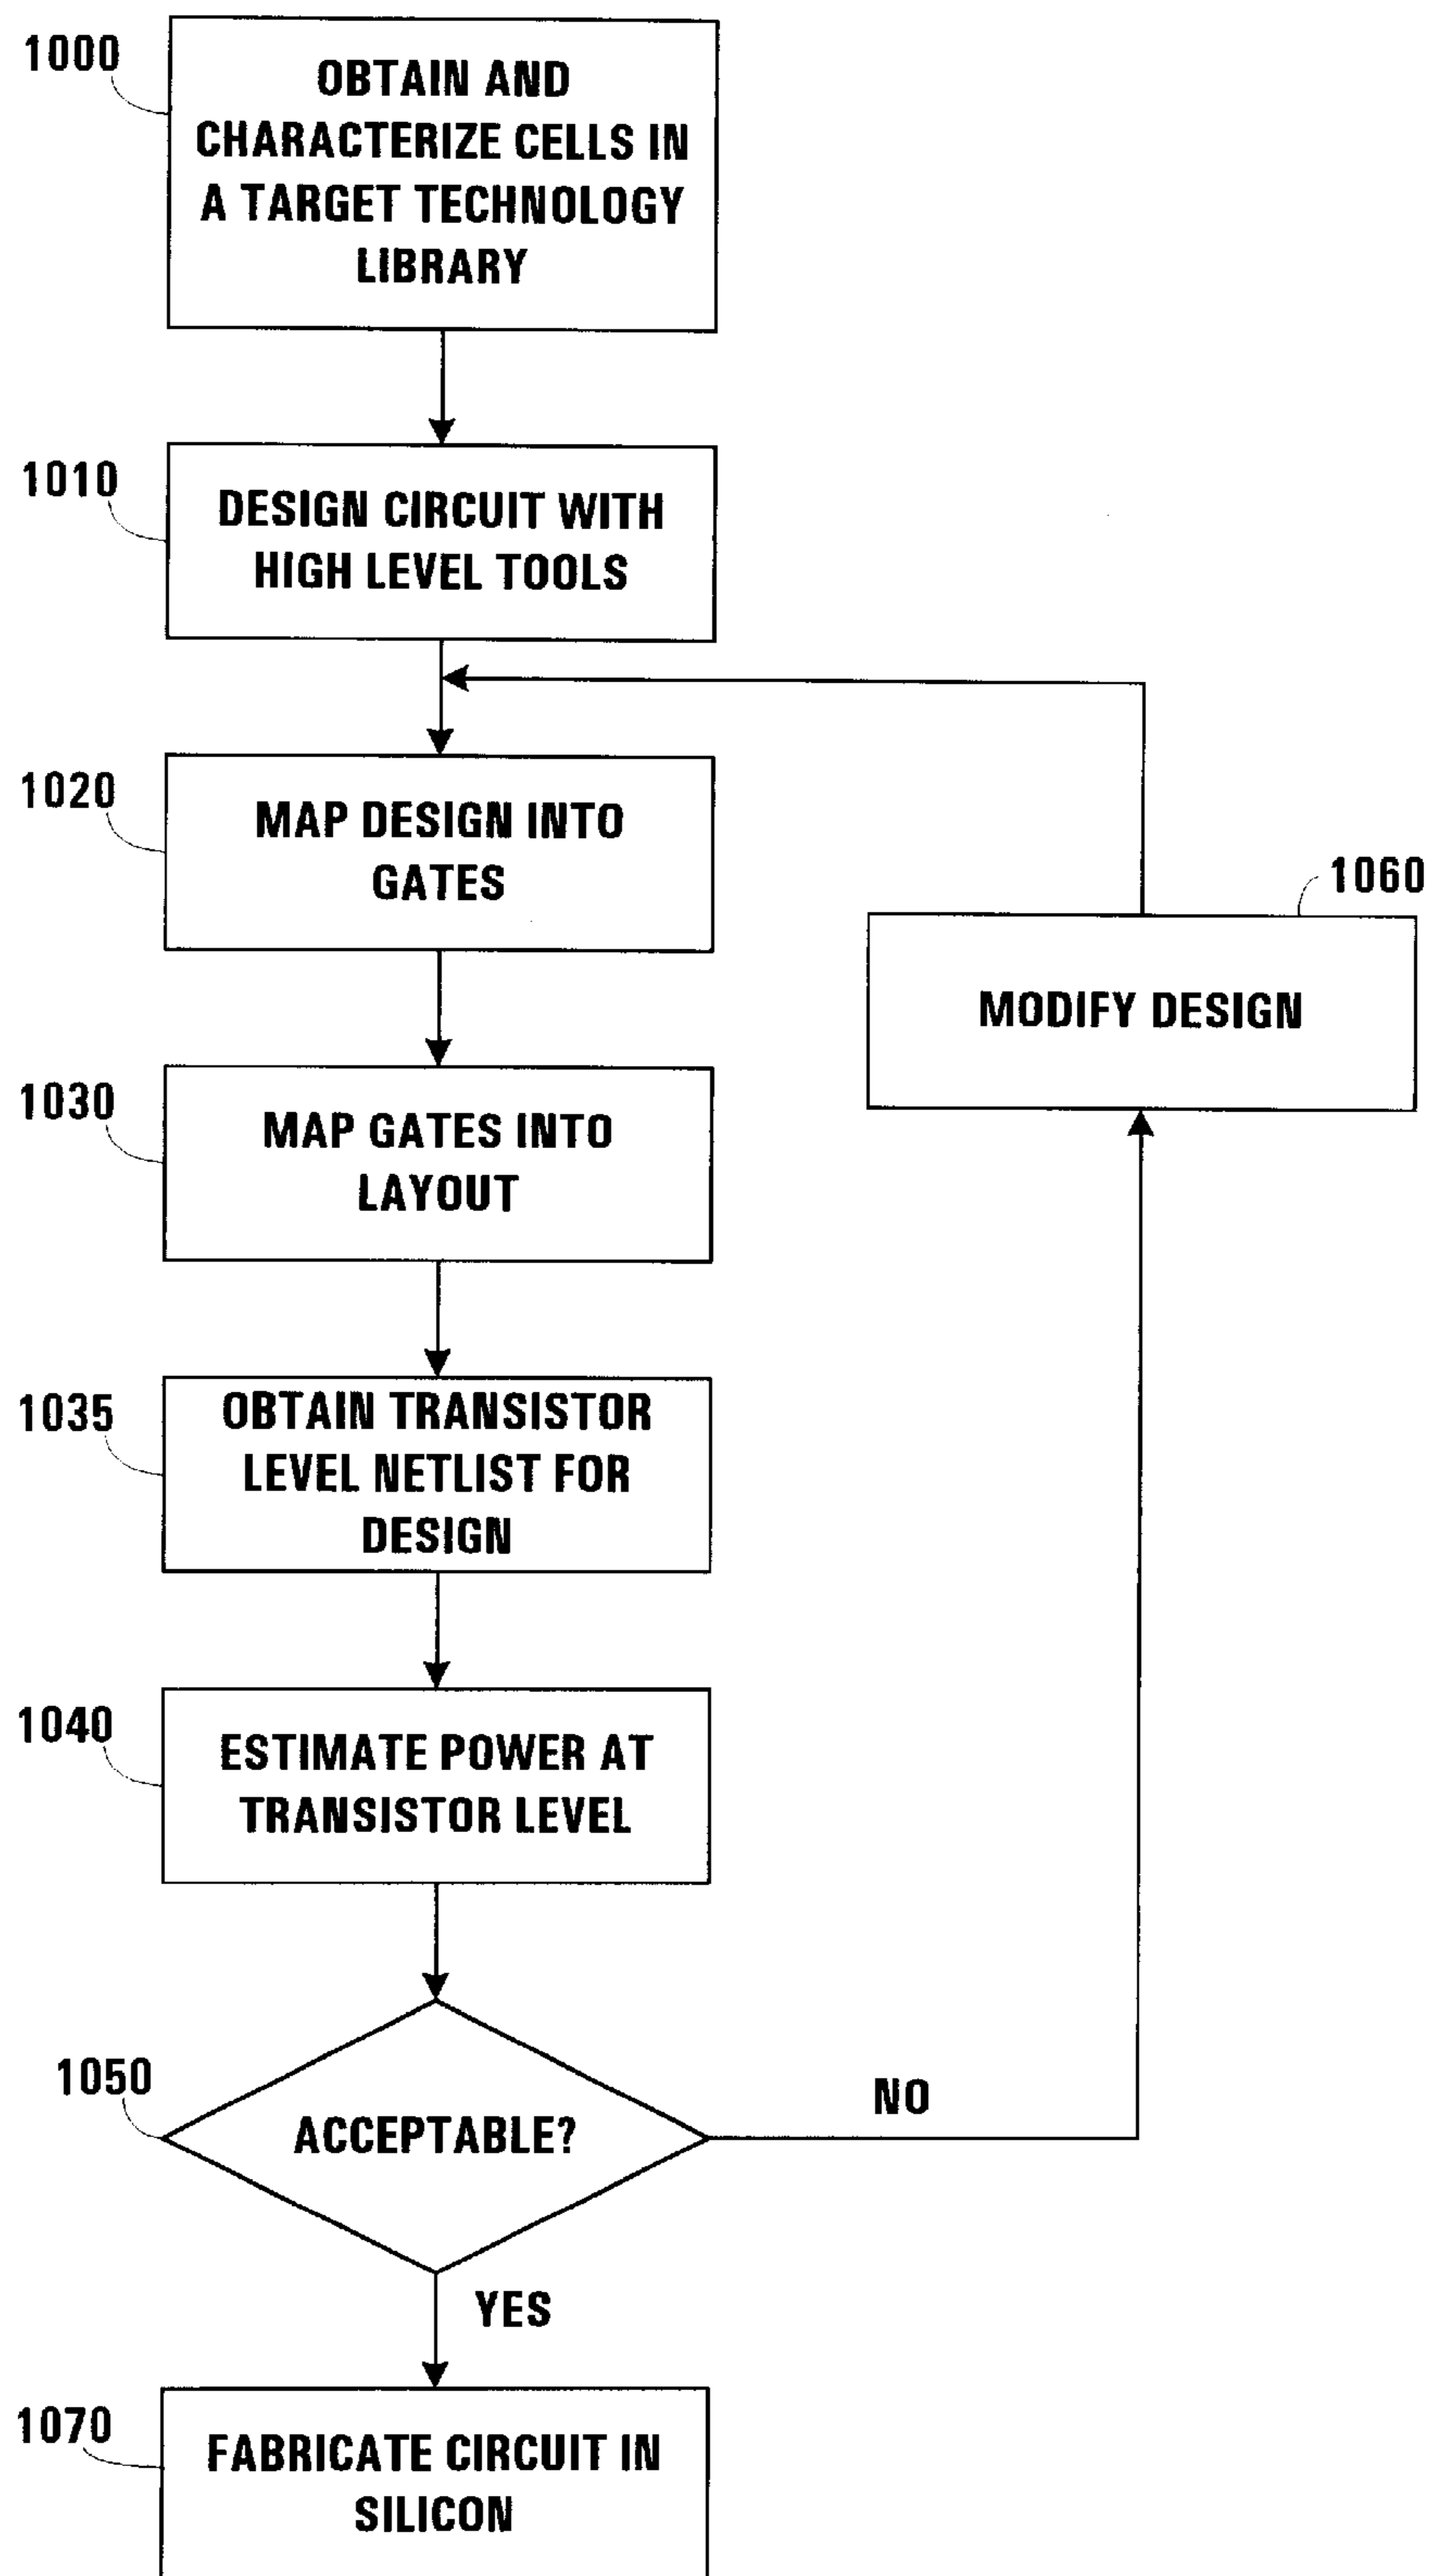 1000
OBTAIN AND
CHARACTERIZE CELLS IN
A TARGET TECHNOLOGY
LIBRARY
1010
DESIGN CIRCUIT WITH
HIGH LEVEL TOOLS
1020
MAP DESIGN INTO
GATES
1060
MODIFY DESIGN
1030
MAP GATES INTO
LAYOUT
1035
OBTAIN TRANSISTOR
LEVEL NETLIST FOR
DESIGN
1040
ESTIMATE POWER AT
TRANSISTOR LEVEL
1050
ACCEPTABLE?
NO
YES
1070
FABRICATE CIRCUIT IN
SILICON